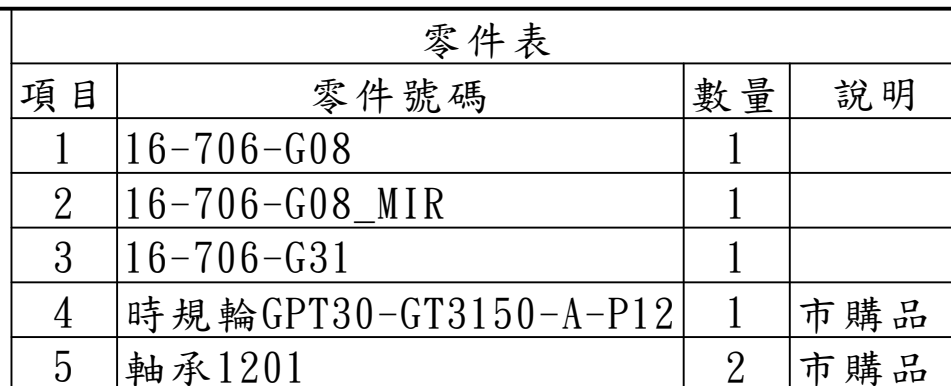 零件表
項目 零件號碼 數量 說明
1 16-706-G08 1
2 16-706-G08_MIR 1
3 16-706-G31 1
4 時規輪GPT30-GT3150-A-P12 1 市購品
5 軸承1201 2 市購品